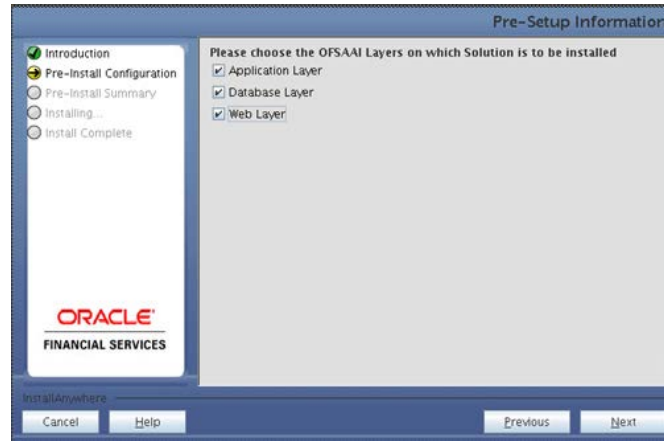 Pre-Setup Information
Introduction
Pre-Install Configuration
Pre-Install Summary
Installing...
Install Complete
ORACLE
FINANCIAL SERVICES
Please choose the OFSAAI Layers on which Solution is to be installed
Application Layer
Database Layer
Web Layer
InstallAnywhere
Cancel
Help
Previous
Next